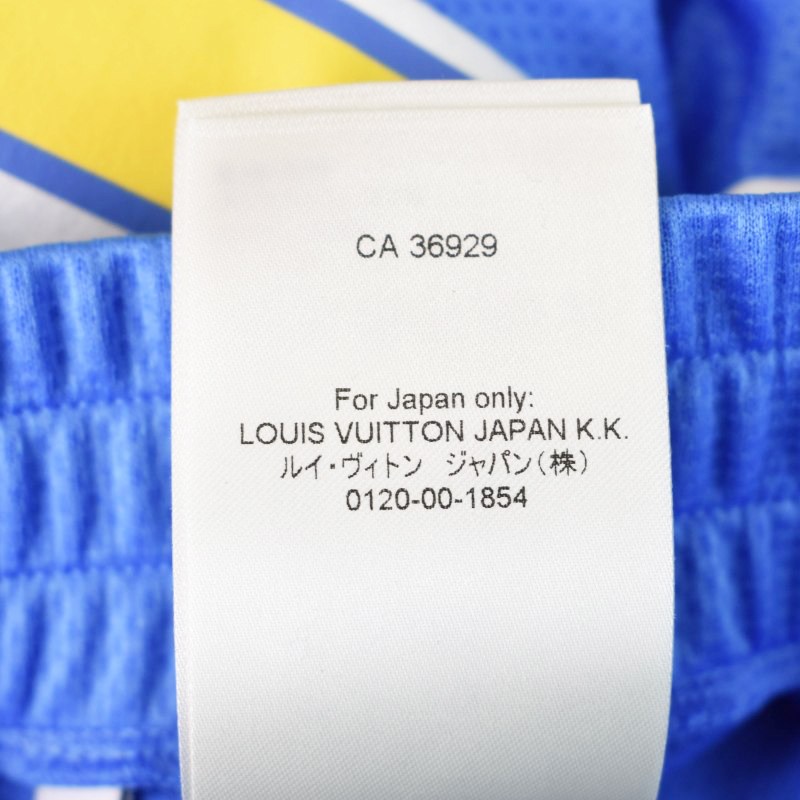 CA 36929
For Japan only:
LOUIS VUITTON JAPAN K.K.
ルイ・ヴィトン ジャパン(株)
0120-00-1854